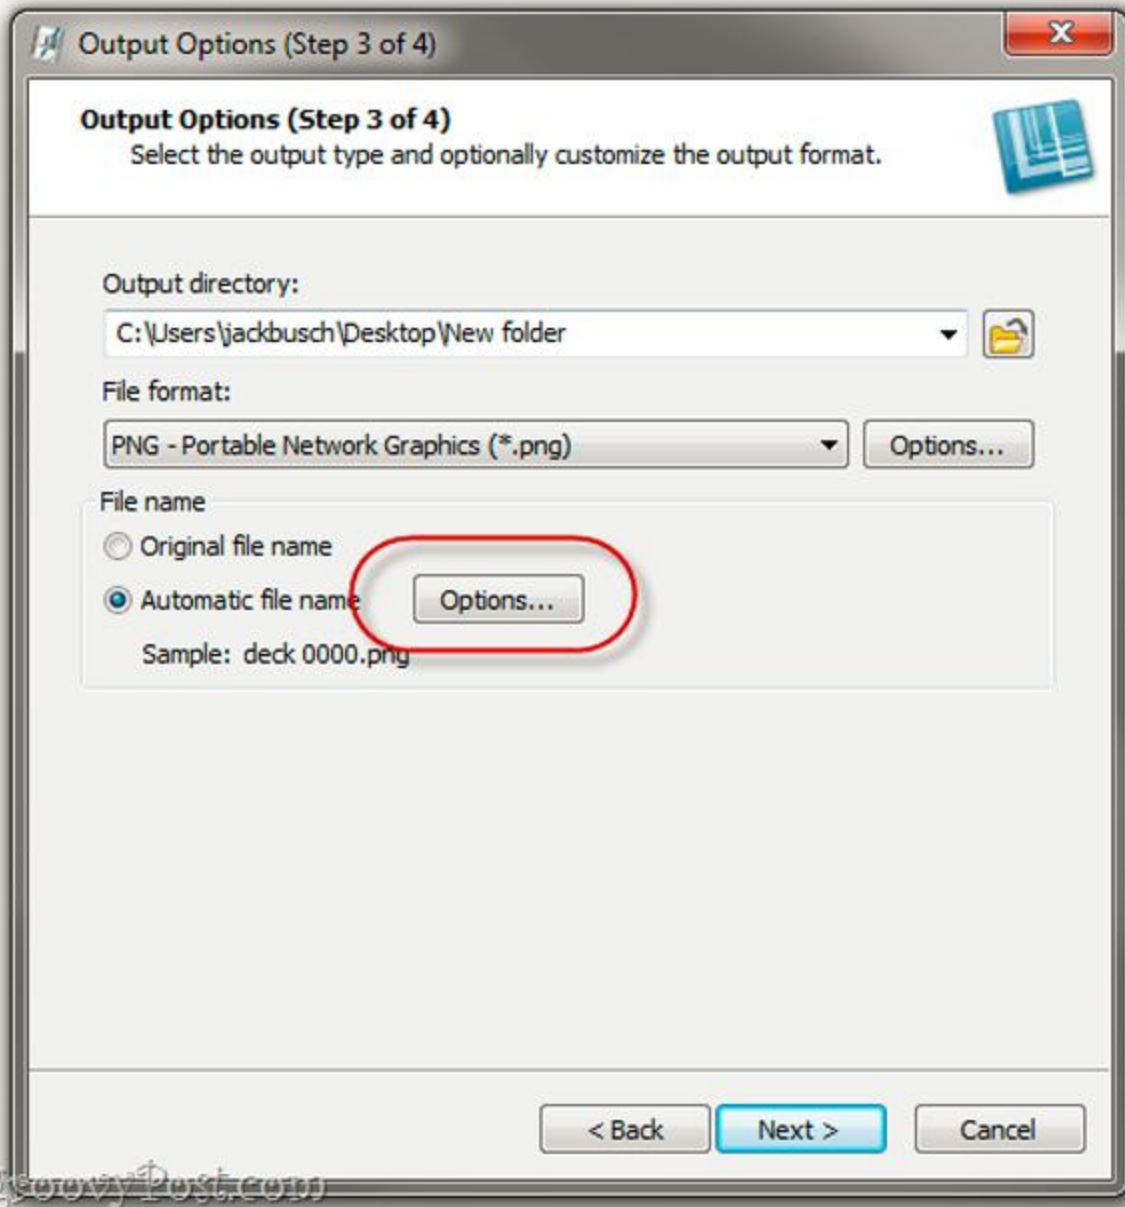 Output Options (Step 3 of 4)
Output Options (Step 3 of 4)
Select the output type and optionally customize the output format.
Output directory:
C:\Users\jackbusch\Desktop\New folder
File format:
PNG - Portable Network Graphics (*.png)
Options...
File name
Original file name
Automatic file name
Options...
Sample: deck 0000.png
< Back
Next >
Cancel
groovyPost.com